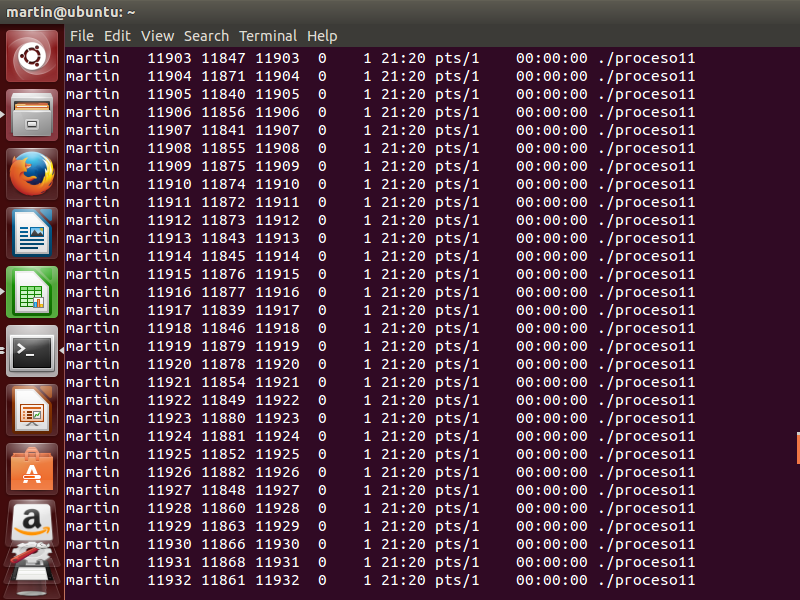 martin@ubuntu: ~
File Edit View Search Terminal Help
martin   11903 11847 11903  0    1 21:20 pts/1    00:00:00 ./proceso11
martin   11904 11871 11904  0    1 21:20 pts/1    00:00:00 ./proceso11
martin   11905 11840 11905  0    1 21:20 pts/1    00:00:00 ./proceso11
martin   11906 11856 11906  0    1 21:20 pts/1    00:00:00 ./proceso11
martin   11907 11841 11907  0    1 21:20 pts/1    00:00:00 ./proceso11
martin   11908 11855 11908  0    1 21:20 pts/1    00:00:00 ./proceso11
martin   11909 11875 11909  0    1 21:20 pts/1    00:00:00 ./proceso11
martin   11910 11874 11910  0    1 21:20 pts/1    00:00:00 ./proceso11
martin   11911 11872 11911  0    1 21:20 pts/1    00:00:00 ./proceso11
martin   11912 11873 11912  0    1 21:20 pts/1    00:00:00 ./proceso11
martin   11913 11843 11913  0    1 21:20 pts/1    00:00:00 ./proceso11
martin   11914 11845 11914  0    1 21:20 pts/1    00:00:00 ./proceso11
martin   11915 11876 11915  0    1 21:20 pts/1    00:00:00 ./proceso11
martin   11916 11877 11916  0    1 21:20 pts/1    00:00:00 ./proceso11
martin   11917 11839 11917  0    1 21:20 pts/1    00:00:00 ./proceso11
martin   11918 11846 11918  0    1 21:20 pts/1    00:00:00 ./proceso11
martin   11919 11879 11919  0    1 21:20 pts/1    00:00:00 ./proceso11
martin   11920 11878 11920  0    1 21:20 pts/1    00:00:00 ./proceso11
martin   11921 11854 11921  0    1 21:20 pts/1    00:00:00 ./proceso11
martin   11922 11849 11922  0    1 21:20 pts/1    00:00:00 ./proceso11
martin   11923 11880 11923  0    1 21:20 pts/1    00:00:00 ./proceso11
martin   11924 11881 11924  0    1 21:20 pts/1    00:00:00 ./proceso11
martin   11925 11852 11925  0    1 21:20 pts/1    00:00:00 ./proceso11
martin   11926 11882 11926  0    1 21:20 pts/1    00:00:00 ./proceso11
martin   11927 11848 11927  0    1 21:20 pts/1    00:00:00 ./proceso11
martin   11928 11860 11928  0    1 21:20 pts/1    00:00:00 ./proceso11
martin   11929 11863 11929  0    1 21:20 pts/1    00:00:00 ./proceso11
martin   11930 11866 11930  0    1 21:20 pts/1    00:00:00 ./proceso11
martin   11931 11868 11931  0    1 21:20 pts/1    00:00:00 ./proceso11
martin   11932 11861 11932  0    1 21:20 pts/1    00:00:00 ./proceso11